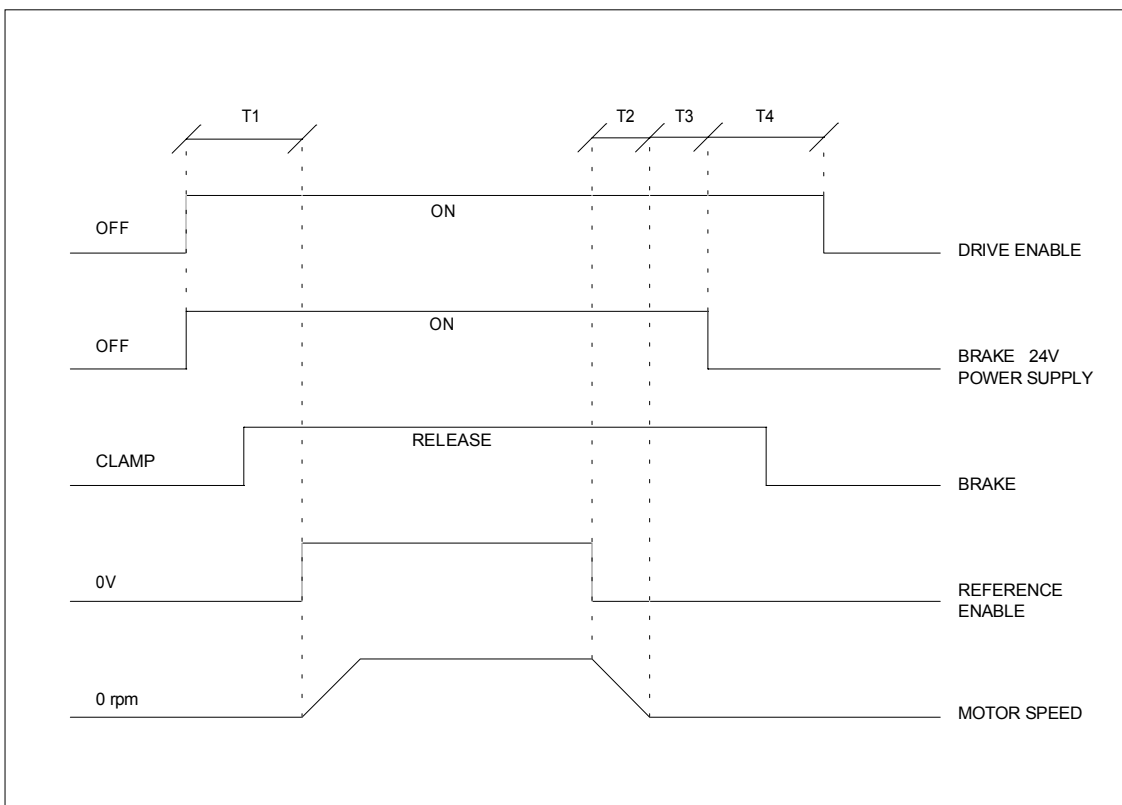 T1
T2
T3
T4
OFF
ON
DRIVE ENABLE
OFF
ON
BRAKE 24V
POWER SUPPLY
CLAMP
RELEASE
BRAKE
0V
REFERENCE
ENABLE
0 rpm
MOTOR SPEED